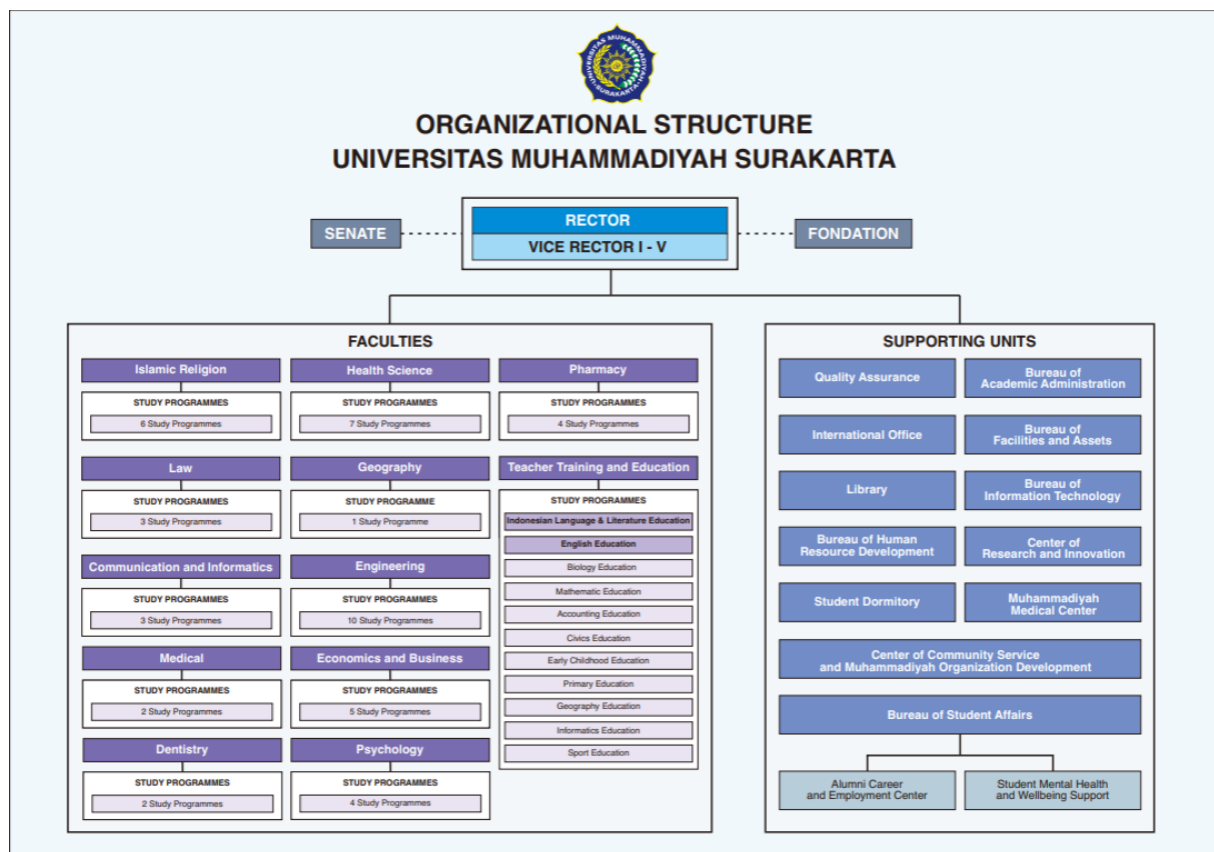 UNIVERSITAS MUHAMMADIYAH
SURAKARTA
ORGANIZATIONAL STRUCTURE
UNIVERSITAS MUHAMMADIYAH SURAKARTA
SENATE
RECTOR
VICE RECTOR I - V
FONDATION
FACULTIES
Islamic Religion
STUDY PROGRAMMES
6 Study Programmes
Health Science
STUDY PROGRAMMES
7 Study Programmes
Pharmacy
STUDY PROGRAMMES
4 Study Programmes
Law
STUDY PROGRAMMES
3 Study Programmes
Geography
STUDY PROGRAMME
1 Study Programme
Teacher Training and Education
STUDY PROGRAMMES
Indonesian Language & Literature Education
English Education
Biology Education
Mathematic Education
Accounting Education
Civics Education
Early Childhood Education
Primary Education
Geography Education
Informatics Education
Sport Education
Communication and Informatics
STUDY PROGRAMMES
3 Study Programmes
Engineering
STUDY PROGRAMMES
10 Study Programmes
Medical
STUDY PROGRAMMES
2 Study Programmes
Economics and Business
STUDY PROGRAMMES
5 Study Programmes
Dentistry
STUDY PROGRAMMES
2 Study Programmes
Psychology
STUDY PROGRAMMES
4 Study Programmes
SUPPORTING UNITS
Quality Assurance
Bureau of
Academic Administration
International Office
Bureau of
Facilities and Assets
Library
Bureau of
Information Technology
Bureau of Human
Resource Development
Center of
Research and Innovation
Student Dormitory
Muhammadiyah
Medical Center
Center of Community Service
and Muhammadiyah Organization Development
Bureau of Student Affairs
Alumni Career
and Employment Center
Student Mental Health
and Wellbeing Support